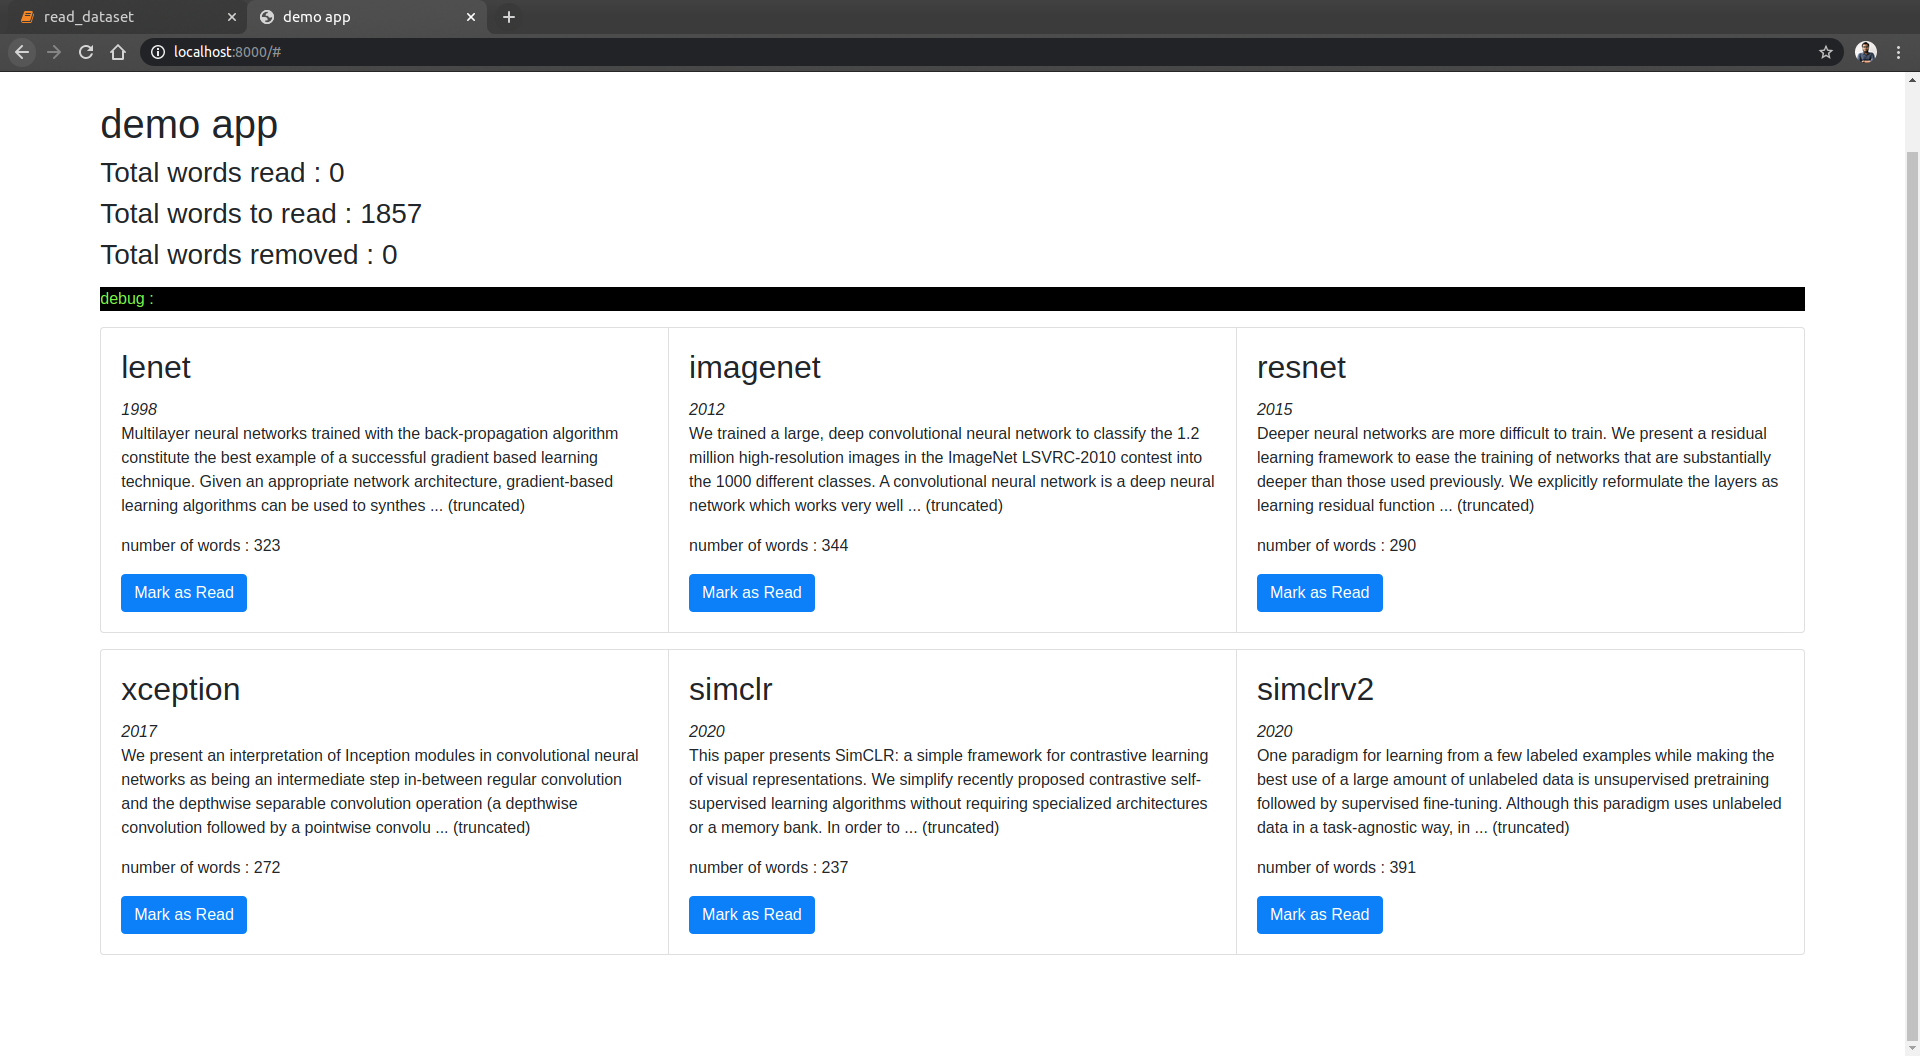 read_dataset
demo app
localhost:8000/#
demo app
Total words read : 0
Total words to read : 1857
Total words removed : 0
debug :
lenet
1998
Multilayer neural networks trained with the back-propagation algorithm
constitute the best example of a successful gradient based learning
technique. Given an appropriate network architecture, gradient-based
learning algorithms can be used to synthes ... (truncated)
number of words : 323
Mark as Read
imagenet
2012
We trained a large, deep convolutional neural network to classify the 1.2
million high-resolution images in the ImageNet LSVRC-2010 contest into
the 1000 different classes. A convolutional neural network is a deep neural
network which works very well ... (truncated)
number of words : 344
Mark as Read
resnet
2015
Deeper neural networks are more difficult to train. We present a residual
learning framework to ease the training of networks that are substantially
deeper than those used previously. We explicitly reformulate the layers as
learning residual function ... (truncated)
number of words : 290
Mark as Read
xception
2017
We present an interpretation of Inception modules in convolutional neural
networks as being an intermediate step in-between regular convolution
and the depthwise separable convolution operation (a depthwise
convolution followed by a pointwise convolu ... (truncated)
number of words : 272
Mark as Read
simclr
2020
This paper presents SimCLR: a simple framework for contrastive learning
of visual representations. We simplify recently proposed contrastive self-
supervised learning algorithms without requiring specialized architectures
or a memory bank. In order to ... (truncated)
number of words : 237
Mark as Read
simclrv2
2020
One paradigm for learning from a few labeled examples while making the
best use of a large amount of unlabeled data is unsupervised pretraining
followed by supervised fine-tuning. Although this paradigm uses unlabeled
data in a task-agnostic way, in ... (truncated)
number of words : 391
Mark as Read